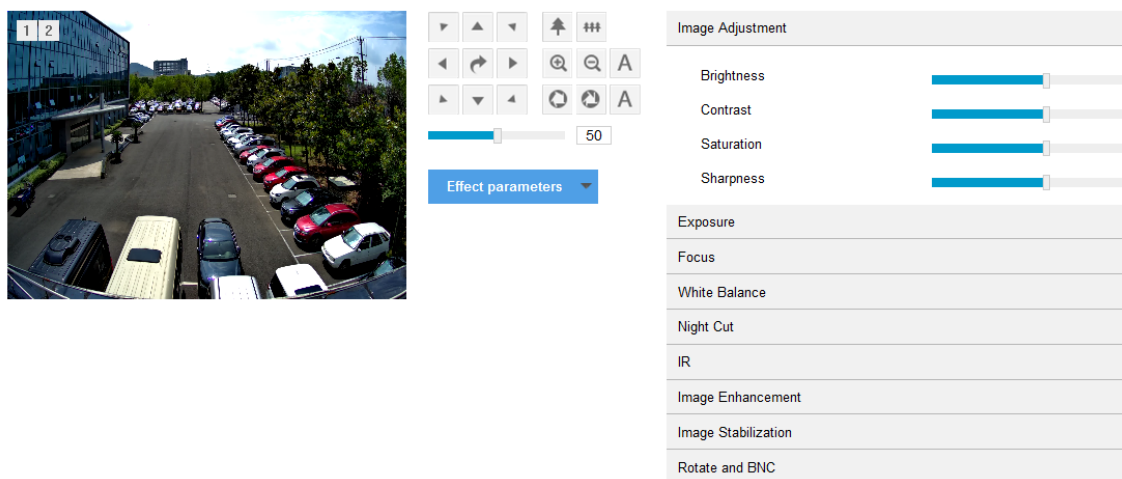 1 2
A
A
50
Effect parameters
Image Adjustment
Brightness
Contrast
Saturation
Sharpness
Exposure
Focus
White Balance
Night Cut
IR
Image Enhancement
Image Stabilization
Rotate and BNC